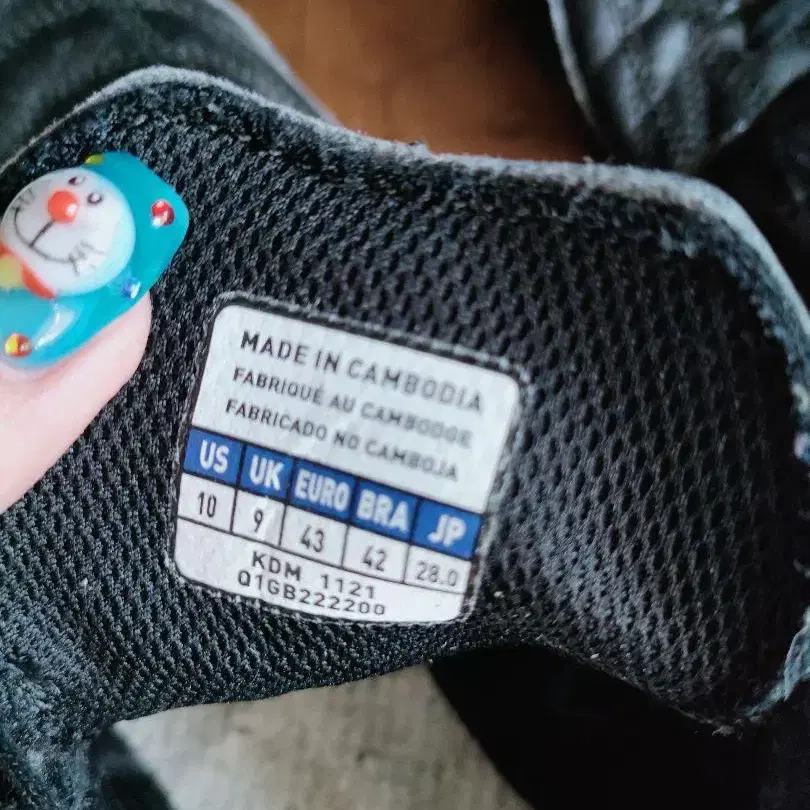 MADE IN CAMBODIA
FABRIQUÉ AU CAMBODGE
FABRICADO NO CAMBOJA
US UK EURO BRA JP
10 9 43 42 28.0
KDM 1121
Q1GB222200